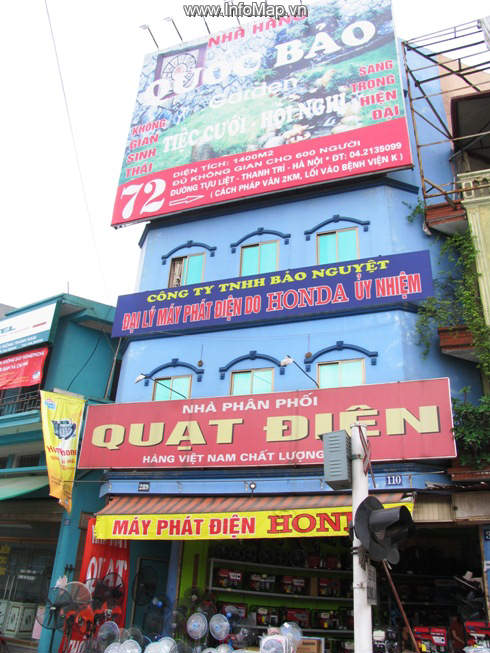 www.InfoMap.vn
NHÀ HÀNG
QUỐC BẢO
Garden
TIỆC CƯỚI - HỘI NGHỊ
KHÔNG
GIAN
SINH
THÁI
SANG
TRỌNG
HIỆN
ĐẠI
72
DIỆN TÍCH: 1400M2
ĐỦ KHÔNG GIAN CHO 600 NGƯỜI
ĐƯỜNG TỰU LIỆT - THANH TRÌ - HÀ NỘI * ĐT: 04.2135099
( CÁCH PHÁP VÂN 2KM, LỐI VÀO BỆNH VIỆN K )
CÔNG TY TNHH BẢO NGUYỆT
ĐẠI LÝ MÁY PHÁT ĐIỆN DO HONDA ỦY NHIỆM
NHÀ PHÂN PHỐI
QUẠT ĐIỆN
HÀNG VIỆT NAM CHẤT LƯỢNG
110
MÁY PHÁT ĐIỆN HONDA
QUẠT